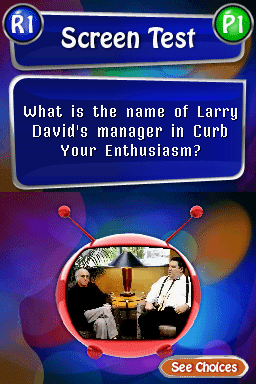 R1
P1
Screen Test
What is the name of Larry
David's manager in Curb
Your Enthusiasm?
See Choices